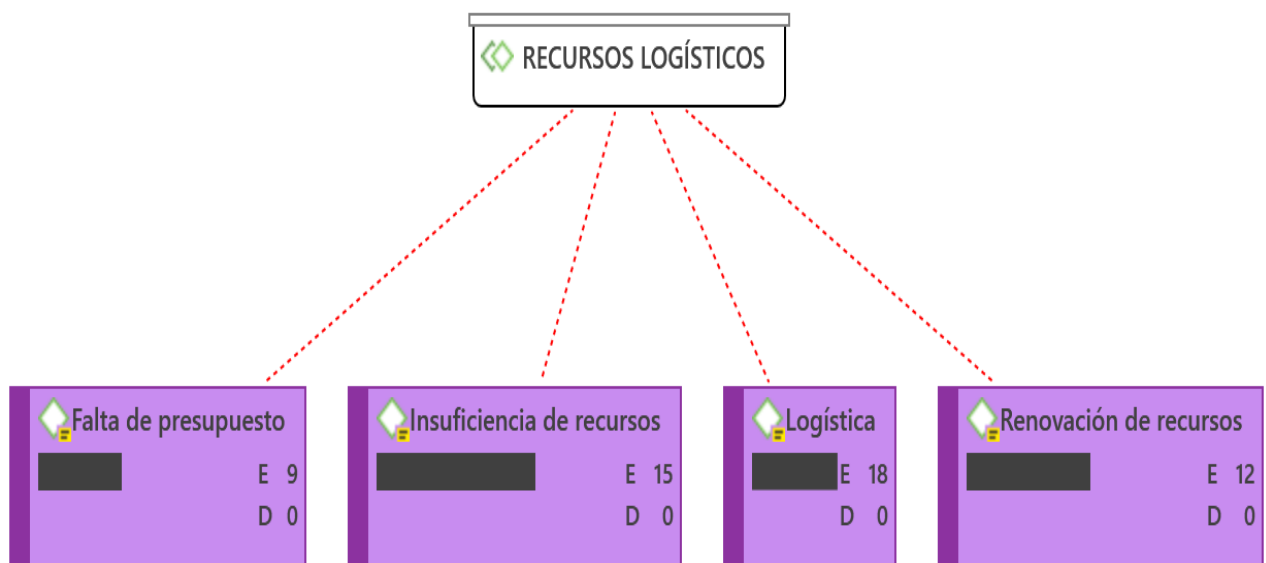 RECURSOS LOGÍSTICOS
Falta de presupuesto
E 9
D 0
Insuficiencia de recursos
E 15
D 0
Logística
E 18
D 0
Renovación de recursos
E 12
D 0